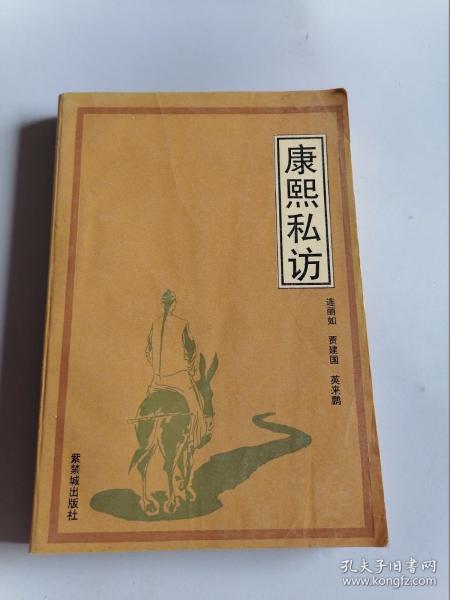 康熙私访
连丽如 贾建国 英来鹏
紫禁城出版社
孔夫子旧书网
www.kongfz.com